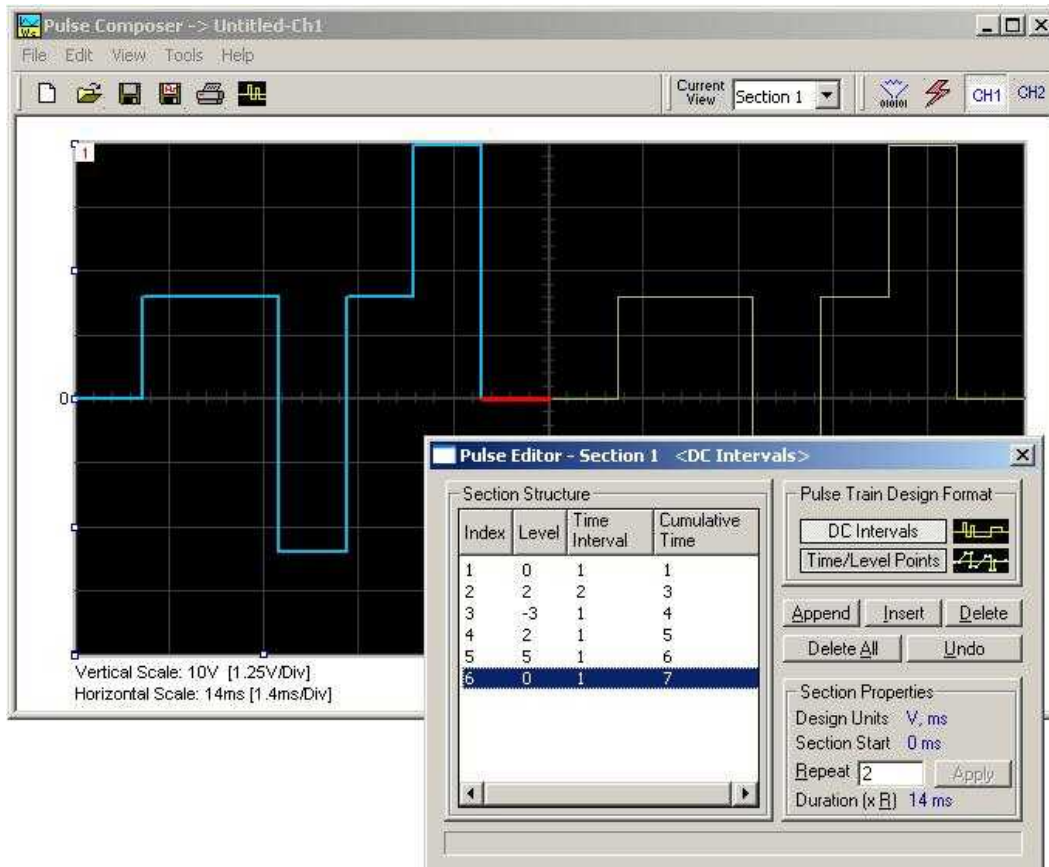 Pulse Composer -> Untitled-Ch1
File Edit View Tools Help
Current View Section 1 CH1 CH2
1
0
Vertical Scale: 10V [1.25V/Div]
Horizontal Scale: 14ms [1.4ms/Div]
Pulse Editor - Section 1 <DC Intervals>
Section Structure
Index Level Time Interval Cumulative Time
1 0 1 1
2 2 2 3
3 -3 1 4
4 2 1 5
5 5 1 6
6 0 1 7
Pulse Train Design Format
DC Intervals
Time/Level Points
Append Insert Delete
Delete All Undo
Section Properties
Design Units V, ms
Section Start 0 ms
Repeat 2 Apply
Duration (x R) 14 ms